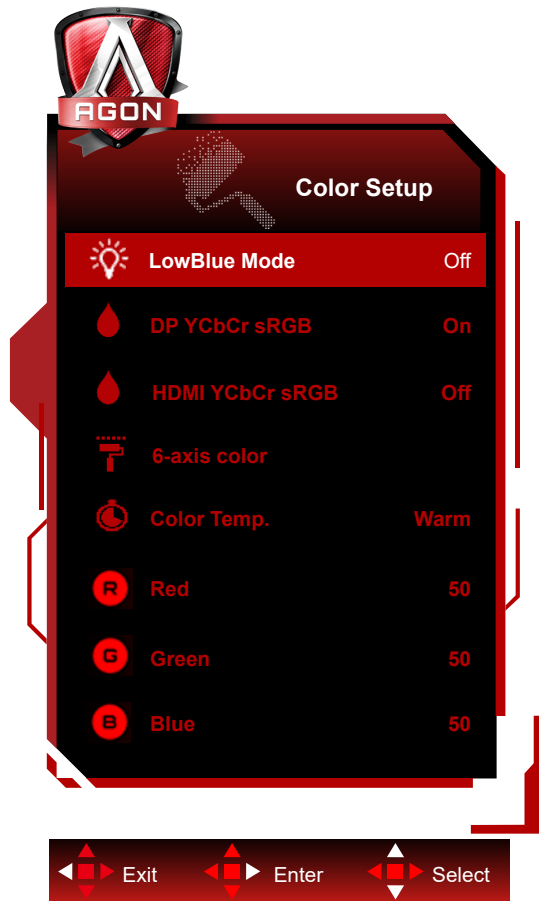 AGON
Color Setup
LowBlue Mode Off
DP YCbCr sRGB On
HDMI YCbCr sRGB Off
6-axis color
Color Temp. Warm
R Red 50
G Green 50
B Blue 50
Exit Enter Select